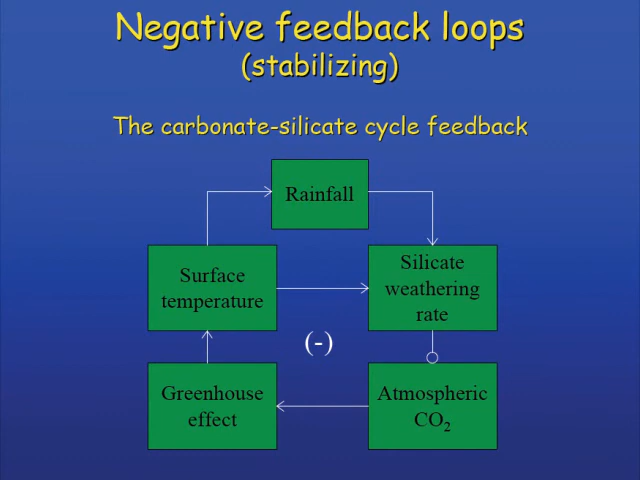 Negative feedback loops
(stabilizing)
The carbonate-silicate cycle feedback
Rainfall
Surface
temperature
Silicate
weathering
rate
(-)
Greenhouse
effect
Atmospheric
CO₂